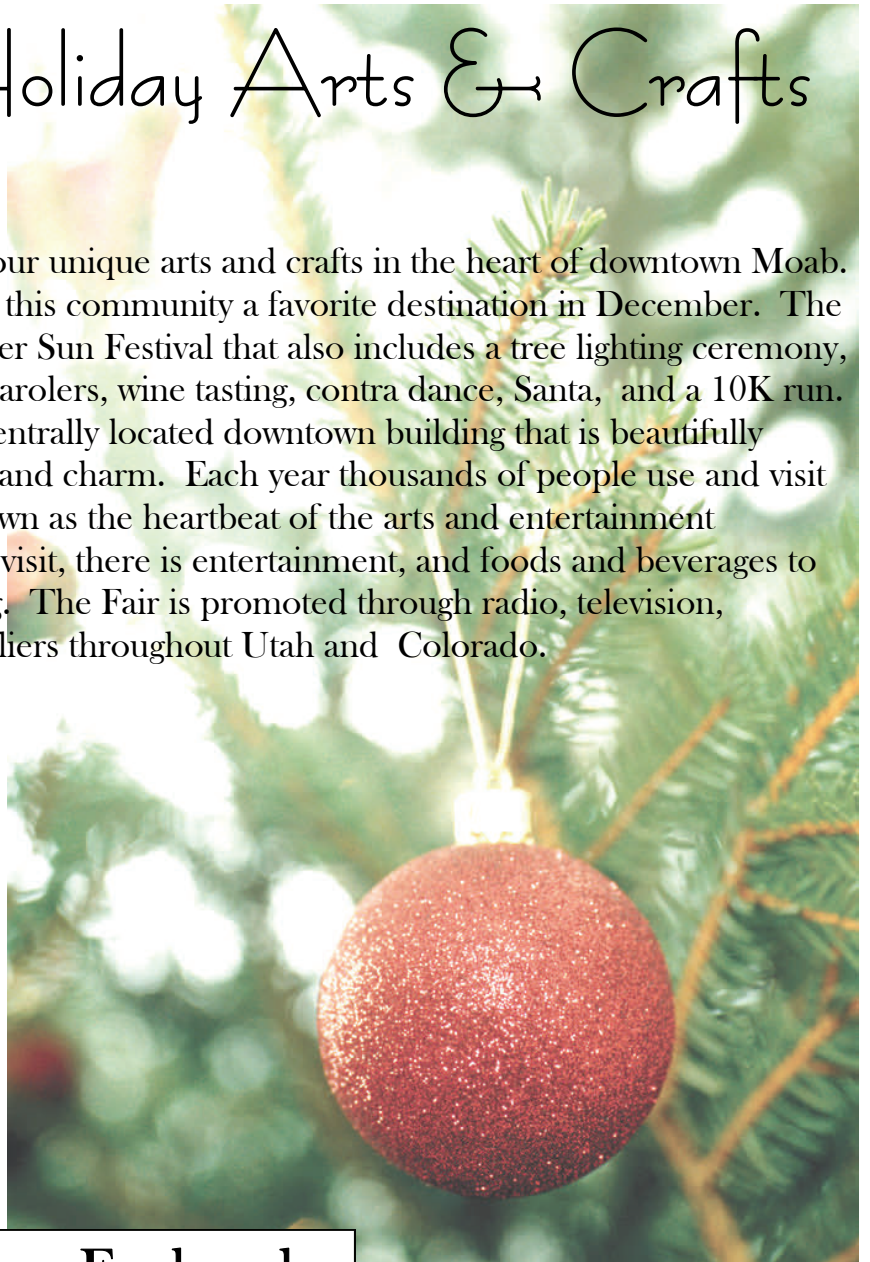 Holiday Arts & Crafts
our unique arts and crafts in the heart of downtown Moab.
this community a favorite destination in December. The
er Sun Festival that also includes a tree lighting ceremony,
arolers, wine tasting, contra dance, Santa, and a 10K run.
entrally located downtown building that is beautifully
and charm. Each year thousands of people use and visit
wn as the heartbeat of the arts and entertainment
visit, there is entertainment, and foods and beverages to
g. The Fair is promoted through radio, television,
liers throughout Utah and Colorado.